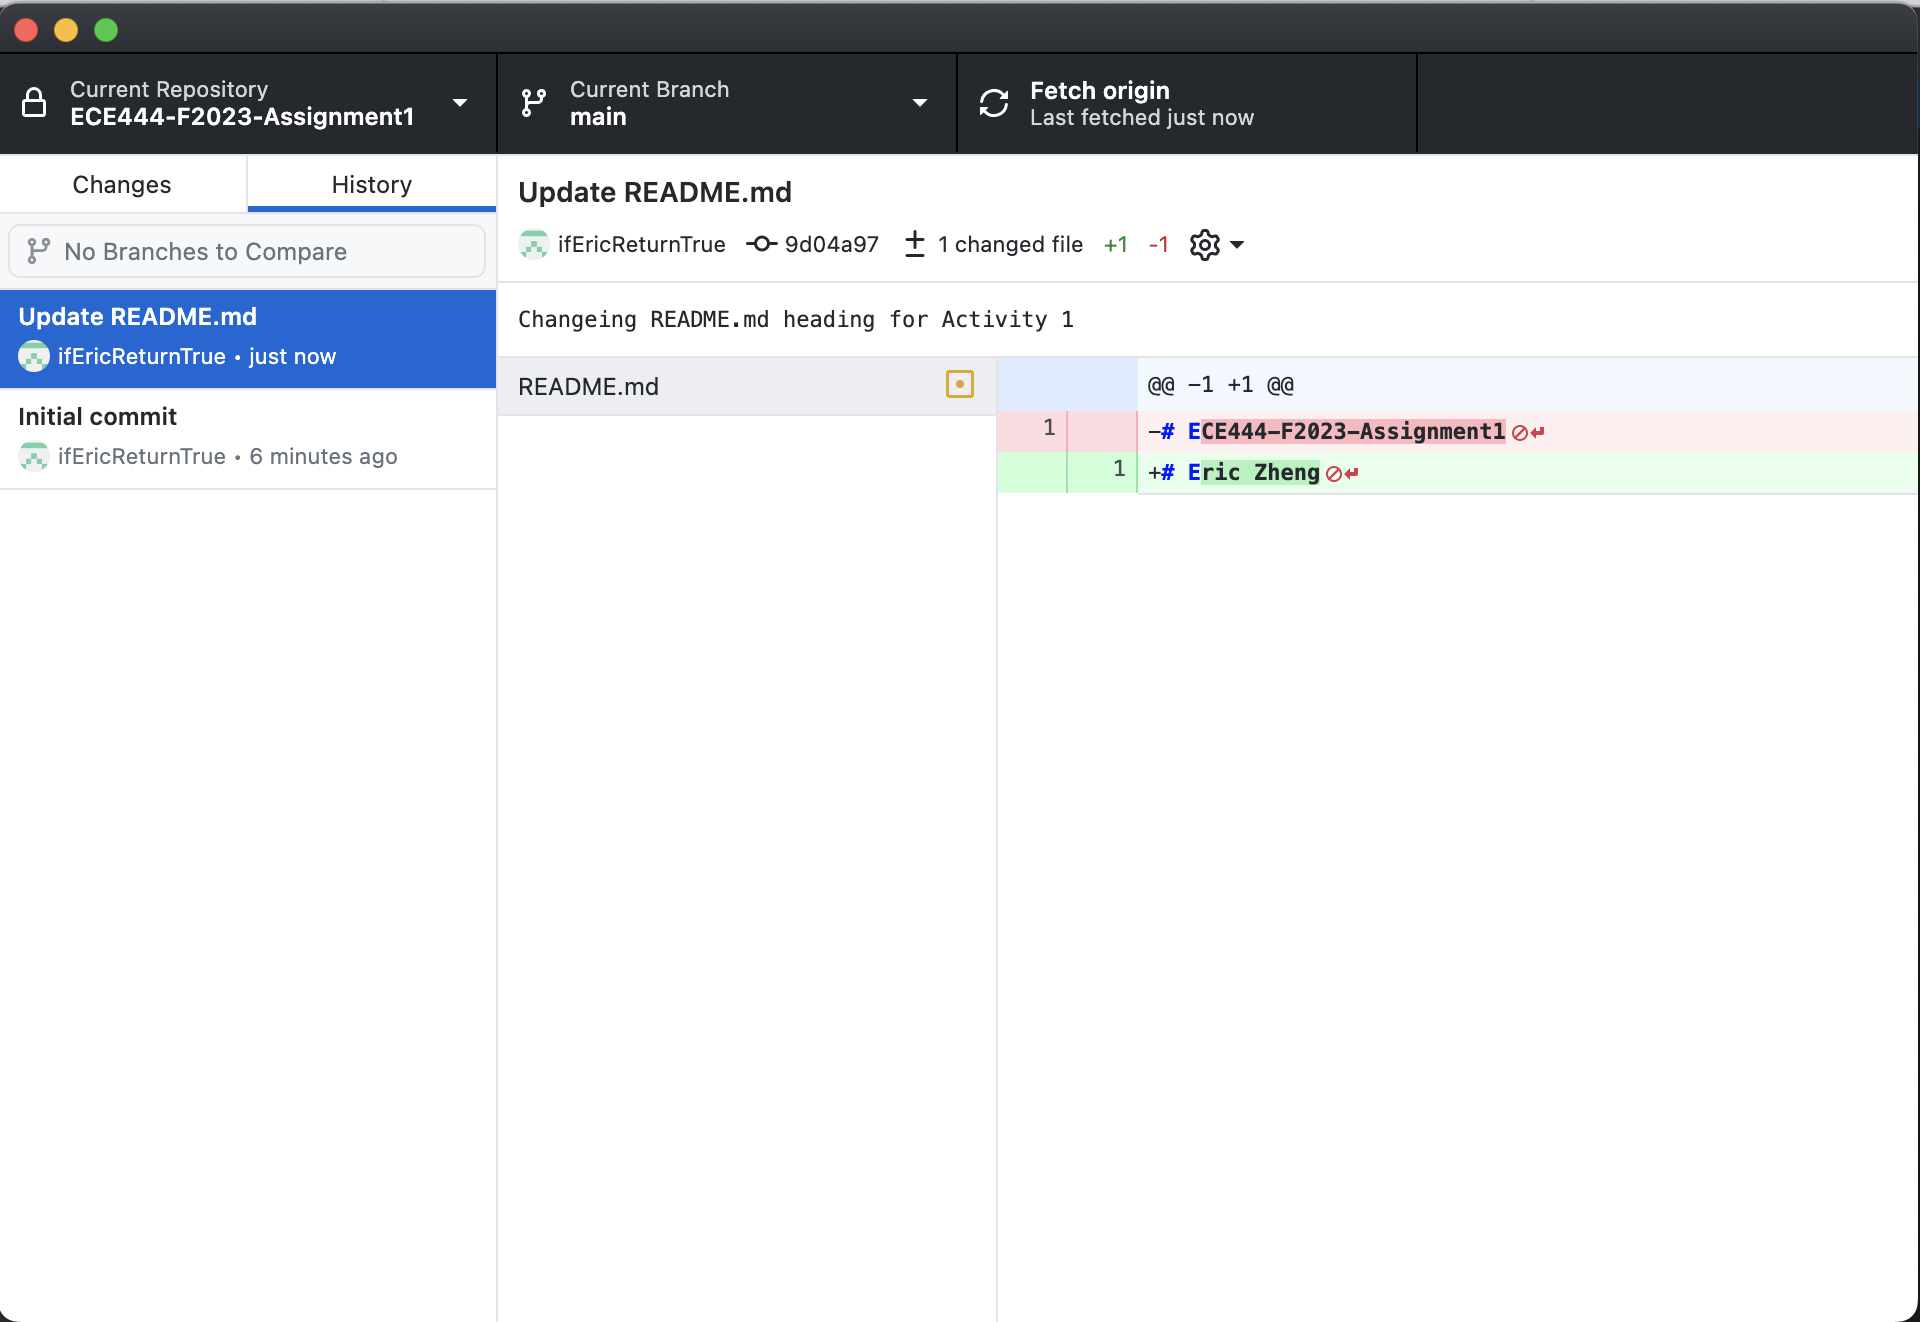 Current Repository
ECE444-F2023-Assignment1
Current Branch
main
Fetch origin
Last fetched just now
Changes
History
No Branches to Compare
Update README.md
ifEricReturnTrue • just now
Initial commit
ifEricReturnTrue • 6 minutes ago
Update README.md
ifEricReturnTrue 9d04a97 1 changed file +1 -1
Changeing README.md heading for Activity 1
README.md
@@ -1 +1 @@
1 -# ECE444-F2023-Assignment1
1 +# Eric Zheng